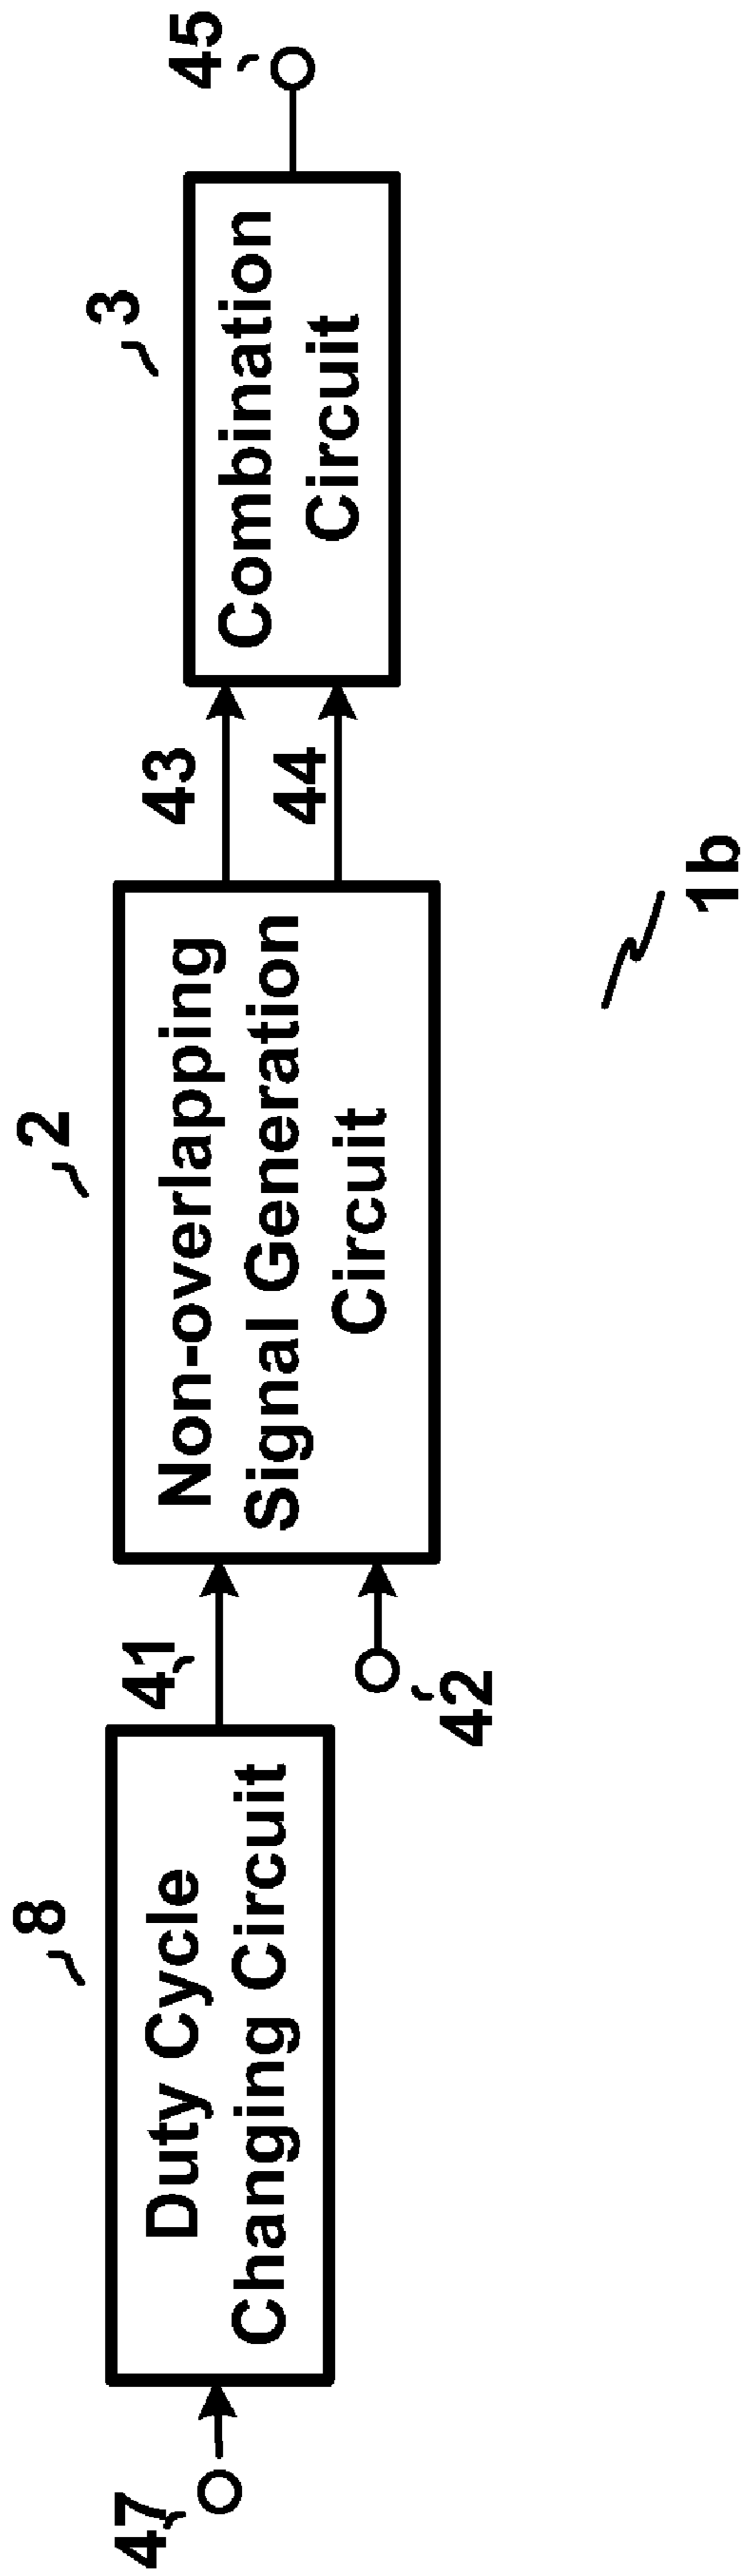 47
8
Duty Cycle
Changing Circuit
41
42
2
Non-overlapping
Signal Generation
Circuit
43
44
3
Combination
Circuit
45
1b